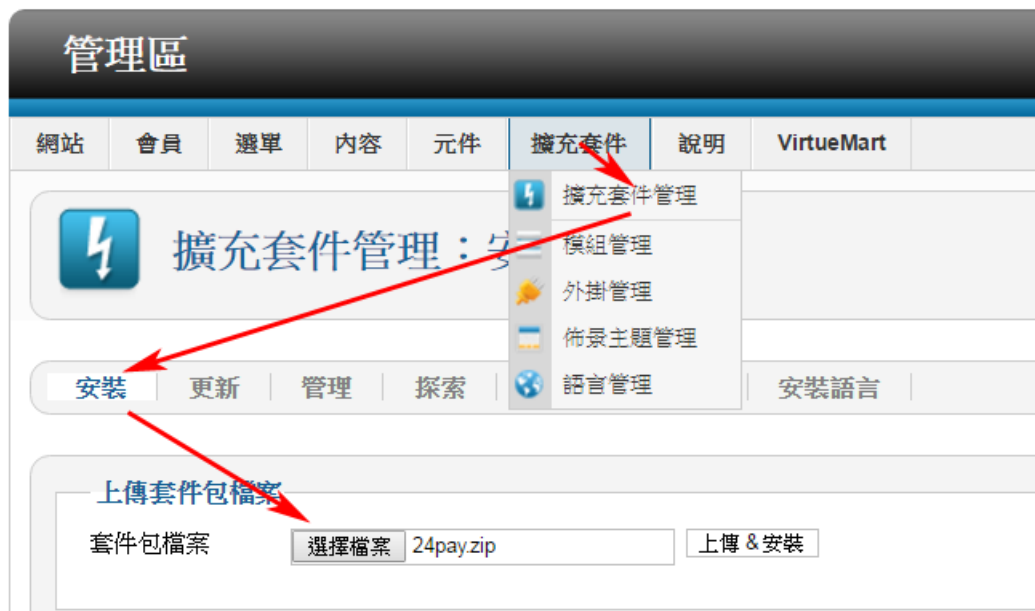 管理區
網站 會員 選單 內容 元件 擴充套件 說明 VirtueMart
擴充套件管理
模組管理
外掛管理
佈景主題管理
語言管理
擴充套件管理：
安裝 更新 管理 探索 安裝語言
上傳套件包檔案
套件包檔案 選擇檔案 24pay.zip 上傳 & 安裝